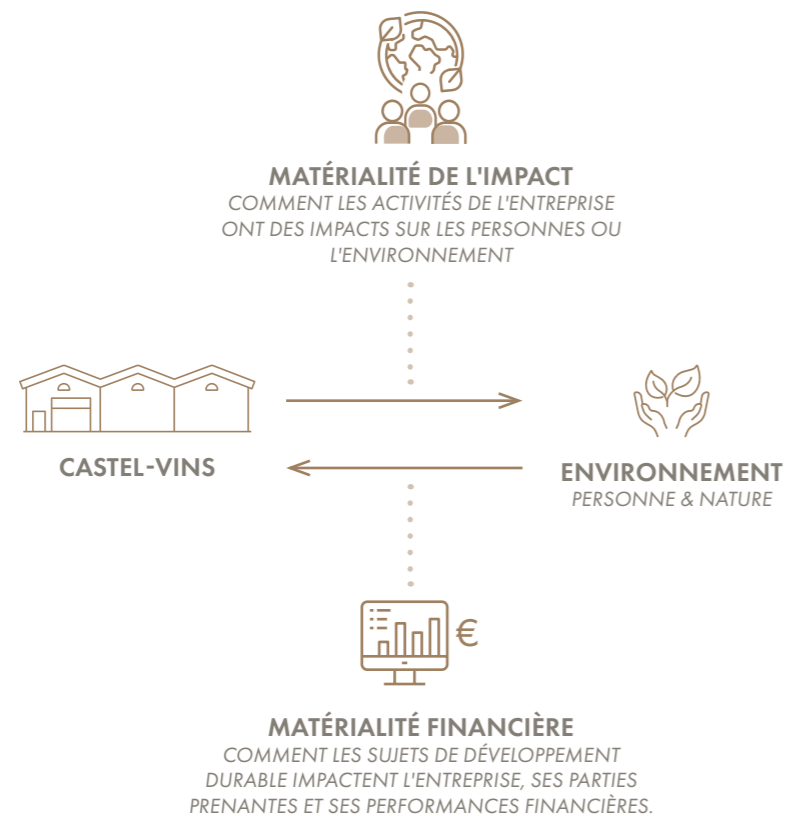 MATÉRIALITÉ DE L'IMPACT
COMMENT LES ACTIVITÉS DE L'ENTREPRISE
ONT DES IMPACTS SUR LES PERSONNES OU
L'ENVIRONNEMENT
CASTEL-VINS
ENVIRONNEMENT
PERSONNE & NATURE
€
MATÉRIALITÉ FINANCIÈRE
COMMENT LES SUJETS DE DÉVELOPPEMENT
DURABLE IMPACTENT L'ENTREPRISE, SES PARTIES
PRENANTES ET SES PERFORMANCES FINANCIÈRES.